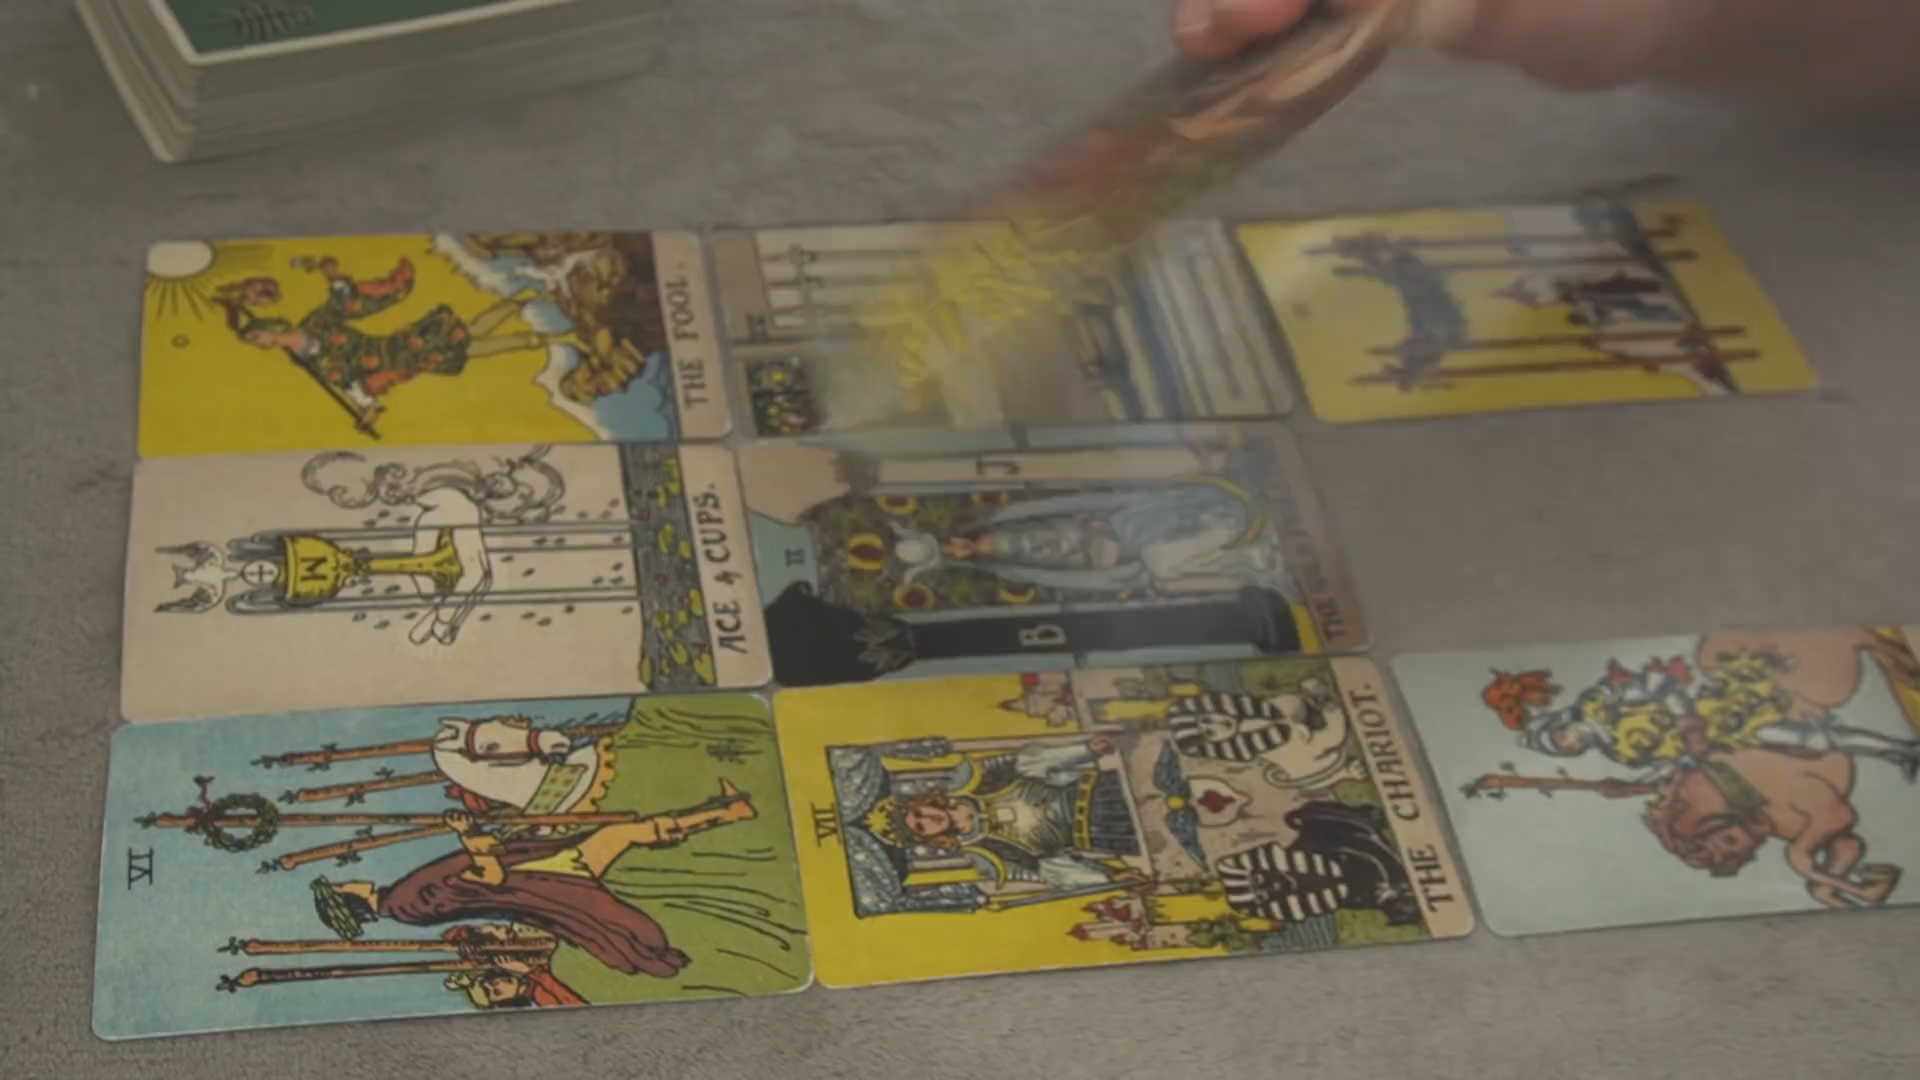 THE FOOL.
O
ACE of CUPS.
II
J
B
VI
VII
THE CHARIOT.